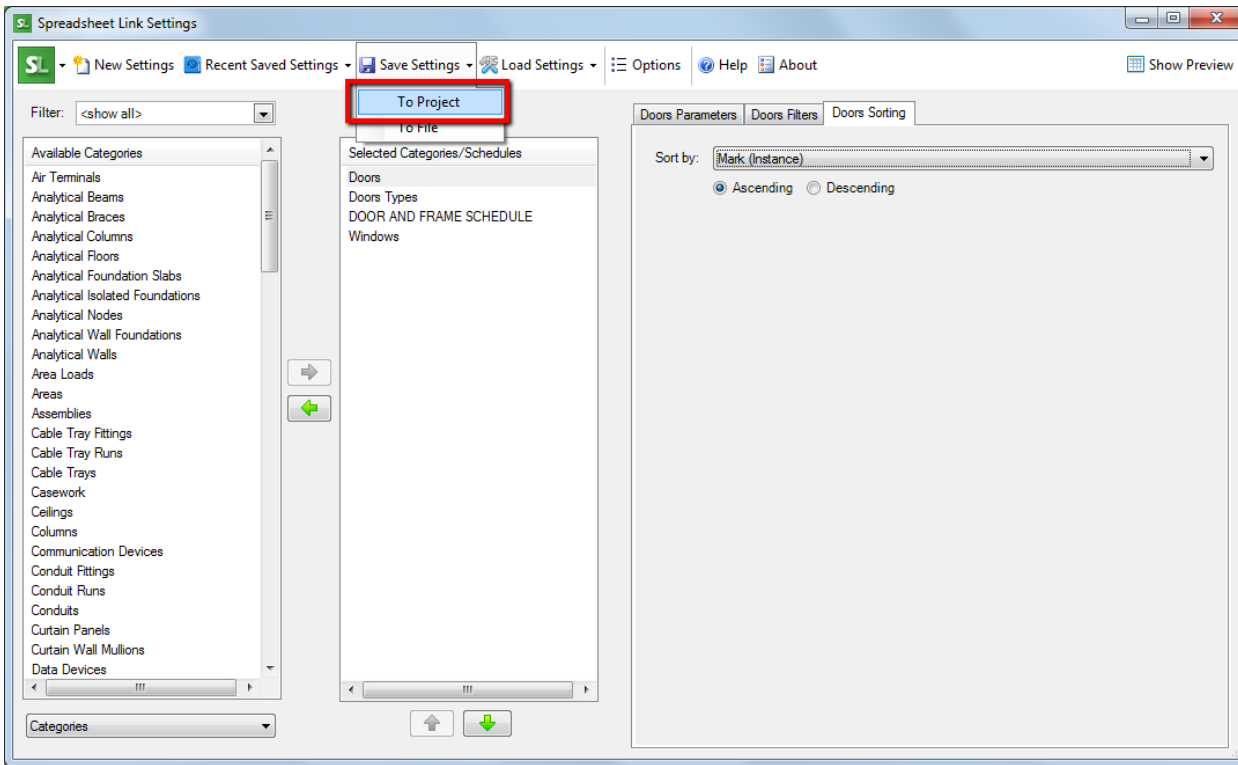 SL Spreadsheet Link Settings
SL New Settings Recent Saved Settings Save Settings Load Settings Options Help About Show Preview
To Project
To File
Filter: <show all>
Available Categories
Air Terminals
Analytical Beams
Analytical Braces
Analytical Columns
Analytical Floors
Analytical Foundation Slabs
Analytical Isolated Foundations
Analytical Nodes
Analytical Wall Foundations
Analytical Walls
Area Loads
Areas
Assemblies
Cable Tray Fittings
Cable Tray Runs
Cable Trays
Casework
Ceilings
Columns
Communication Devices
Conduit Fittings
Conduit Runs
Conduits
Curtain Panels
Curtain Wall Mullions
Data Devices
Categories
Selected Categories/Schedules
Doors
Doors Types
DOOR AND FRAME SCHEDULE
Windows
Doors Parameters Doors Filters Doors Sorting
Sort by: Mark (Instance)
Ascending Descending